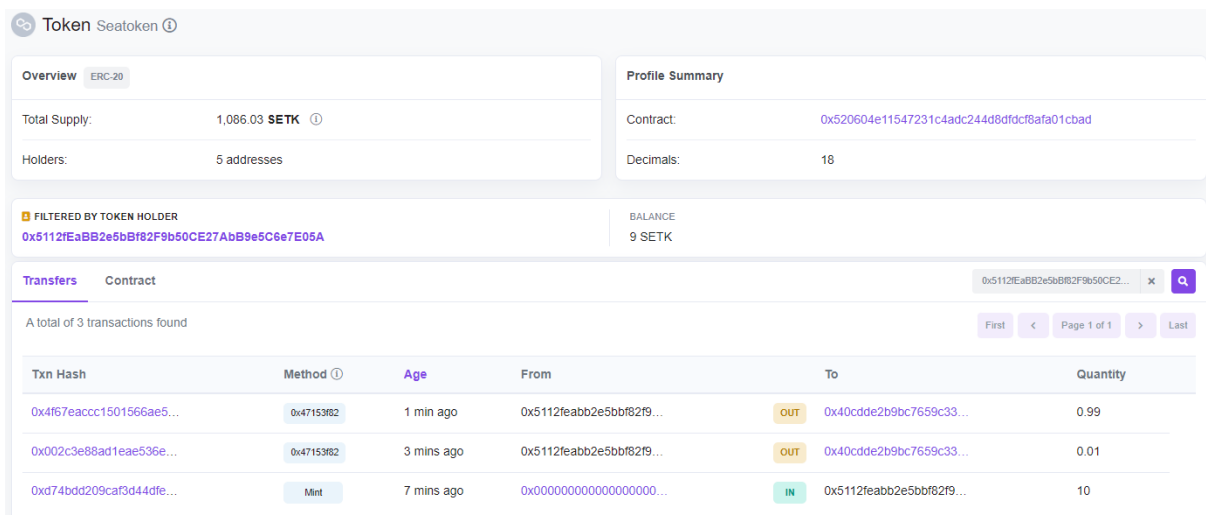 Token Seatoken
Overview ERC-20
Total Supply: 1,086.03 SETK
Holders: 5 addresses
Profile Summary
Contract: 0x520604e11547231c4adc244d8dfdcf8afa01cbad
Decimals: 18
FILTERED BY TOKEN HOLDER
0x5112fEaBB2e5bBf82F9b50CE27AbB9e5C6e7E05A
BALANCE
9 SETK
Transfers Contract 0x5112fEaBB2e5bBf82F9b50CE2...
A total of 3 transactions found First < Page 1 of 1 > Last
Txn Hash Method Age From To Quantity
0x4f67eaccc1501566ae5... 0x47153f82 1 min ago 0x5112feabb2e5bbf82f9... OUT 0x40cdde2b9bc7659c33... 0.99
0x002c3e88ad1eae536e... 0x47153f82 3 mins ago 0x5112feabb2e5bbf82f9... OUT 0x40cdde2b9bc7659c33... 0.01
0xd74bdd209caf3d44dfe... Mint 7 mins ago 0x000000000000000000... IN 0x5112feabb2e5bbf82f9... 10